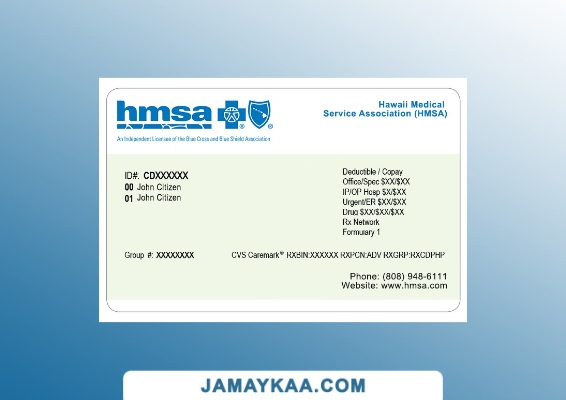 hmsa
Hawaii Medical
Service Association (HMSA)
An Independent Licensee of the Blue Cross and Blue Shield Association
ID#: CDXXXXXX
00 John Citizen
01 John Citizen
Deductible / Copay
Office/Spec $XX/$XX
IP/OP Hosp $X/$XX
Urgent/ER $XX/$XX
Drug $XX/$XX/$XX
Rx Network
Formulary 1
Group #: XXXXXXXX
CVS Caremark® RXBIN:XXXXXX RXPCN:ADV RXGRP:RXCDPHP
Phone: (808) 948-6111
Website: www.hmsa.com
JAMAYKAA.COM